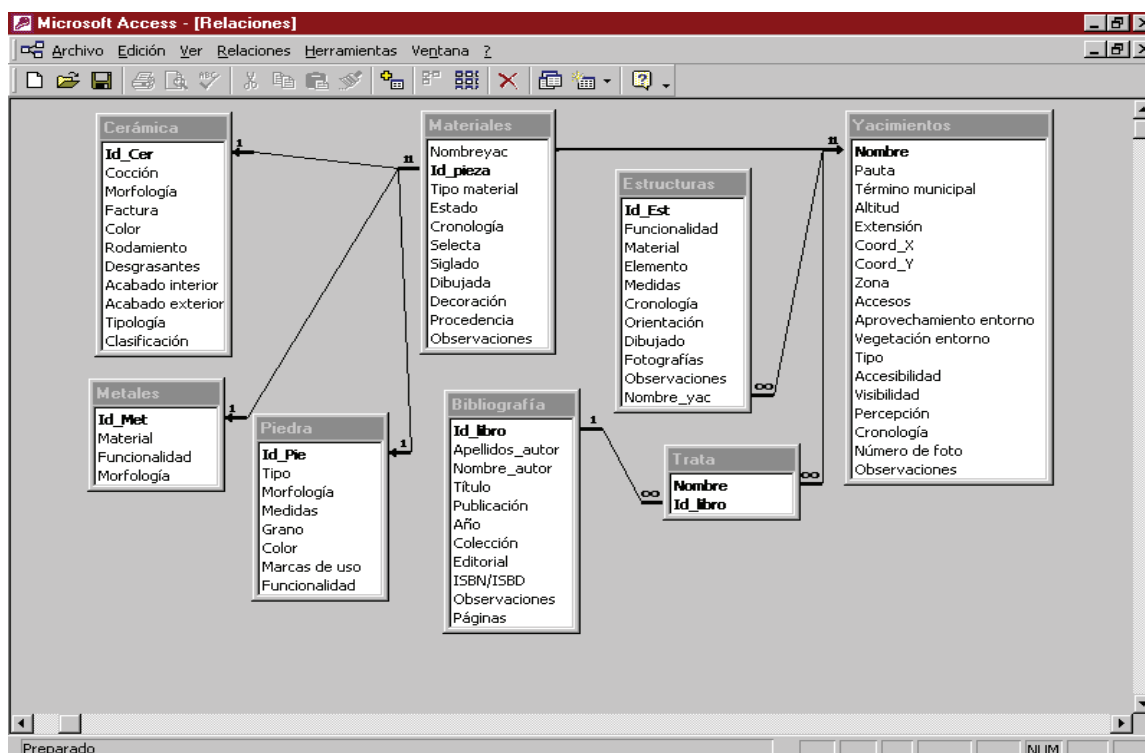 Microsoft Access - [Relaciones]
Archivo Edición Ver Relaciones Herramientas Ventana ?
Cerámica
Id_Cer
Cocción
Morfología
Factura
Color
Rodamiento
Desgrasantes
Acabado interior
Acabado exterior
Tipología
Clasificación
Materiales
Nombreyac
Id_pieza
Tipo material
Estado
Cronología
Selecta
Siglado
Dibujada
Decoración
Procedencia
Observaciones
Estructuras
Id_Est
Funcionalidad
Material
Elemento
Medidas
Cronología
Orientación
Dibujado
Fotografías
Observaciones
Nombre_yac
Yacimientos
Nombre
Pauta
Término municipal
Altitud
Extensión
Coord_X
Coord_Y
Zona
Accesos
Aprovechamiento entorno
Vegetación entorno
Tipo
Accesibilidad
Visibilidad
Percepción
Cronología
Número de foto
Observaciones
Metales
Id_Met
Material
Funcionalidad
Morfología
Piedra
Id_Pie
Tipo
Morfología
Medidas
Grano
Color
Marcas de uso
Funcionalidad
Bibliografía
Id_libro
Apellidos_autor
Nombre_autor
Título
Publicación
Año
Colección
Editorial
ISBN/ISBD
Observaciones
Páginas
Trata
Nombre
Id_libro
1
1
1
1
∞
∞
∞
Preparado
NUM